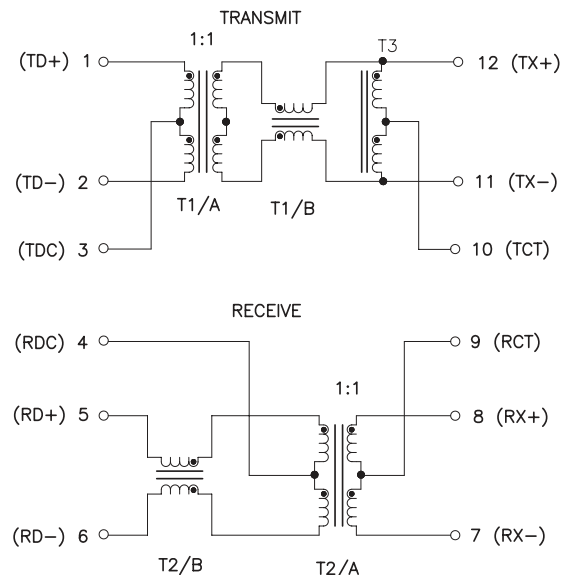 TRANSMIT
1:1
T3
(TD+) 1
12 (TX+)
(TD−) 2
11 (TX−)
T1/A
T1/B
(TDC) 3
10 (TCT)
RECEIVE
(RDC) 4
9 (RCT)
1:1
(RD+) 5
8 (RX+)
(RD−) 6
7 (RX−)
T2/B
T2/A